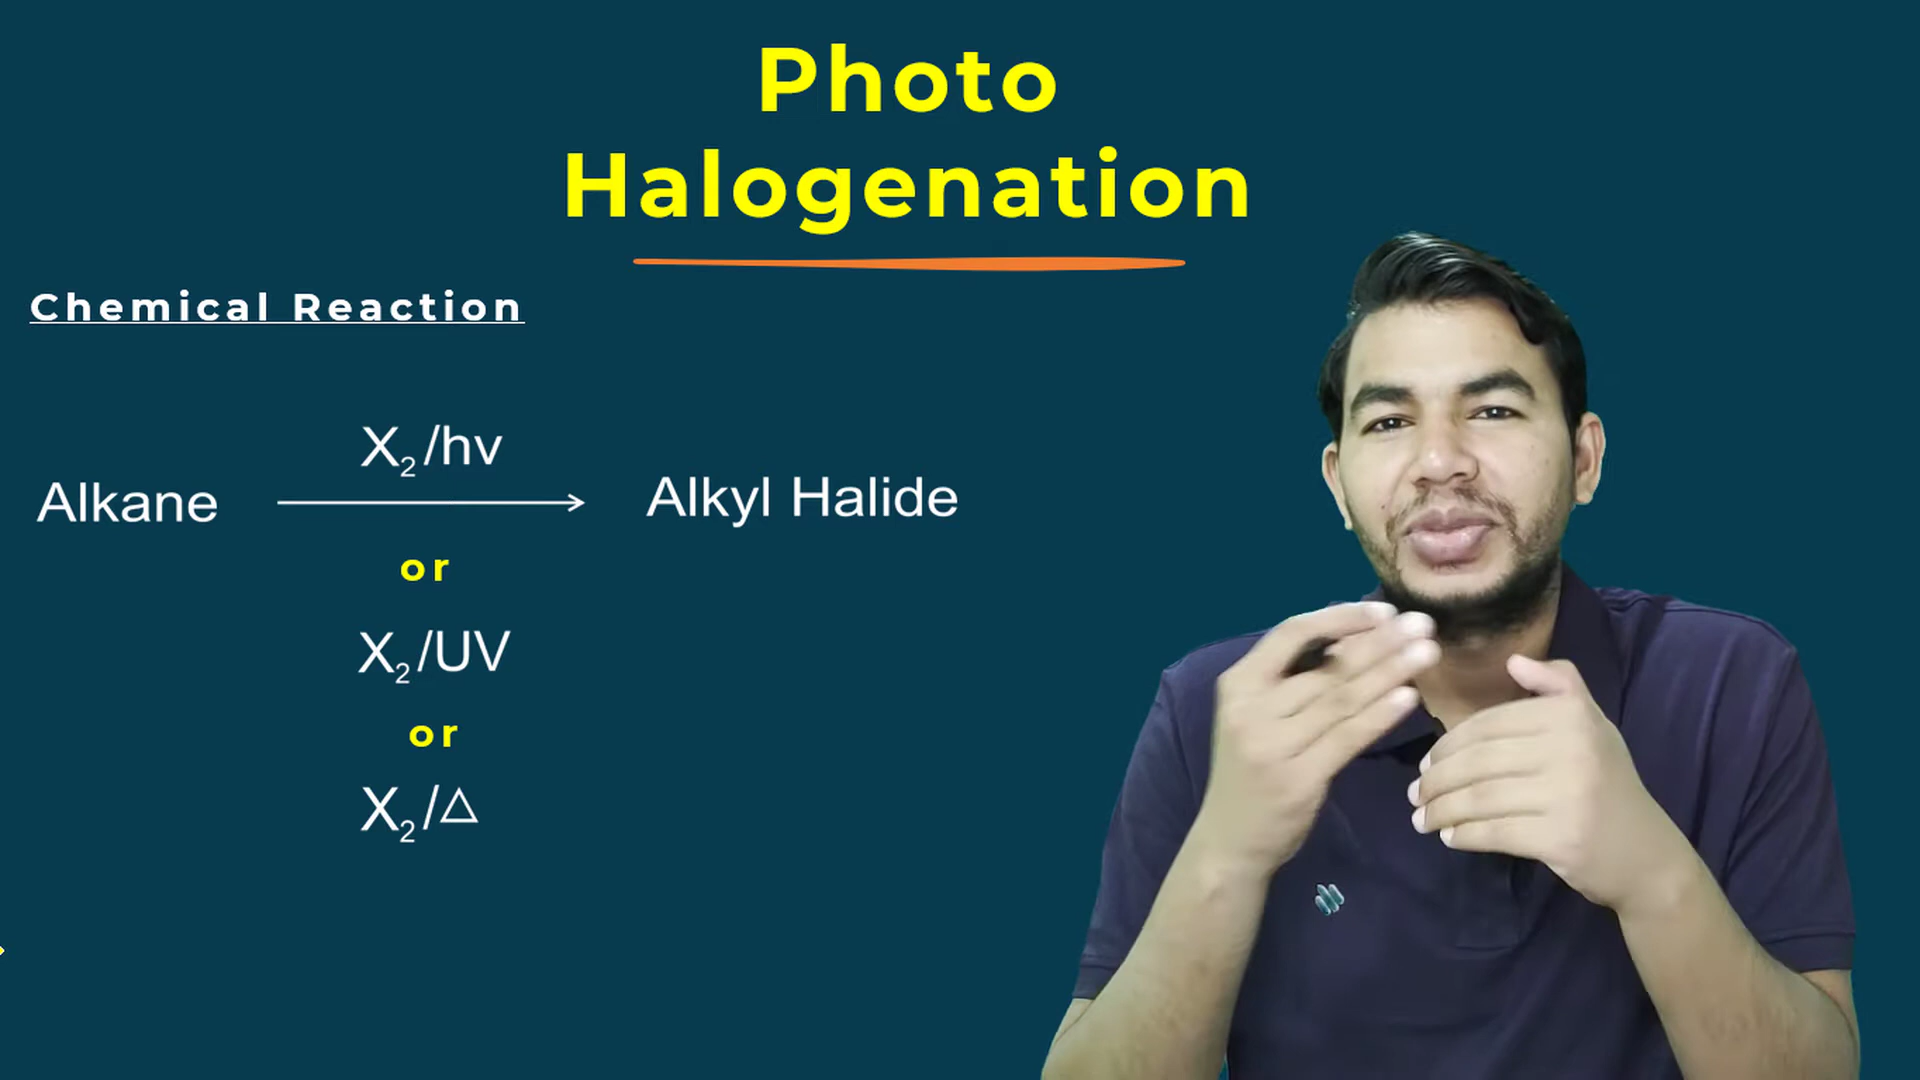 Photo
Halogenation
Chemical Reaction
X₂/hv
Alkane
Alkyl Halide
or
X₂/UV
or
X₂/△